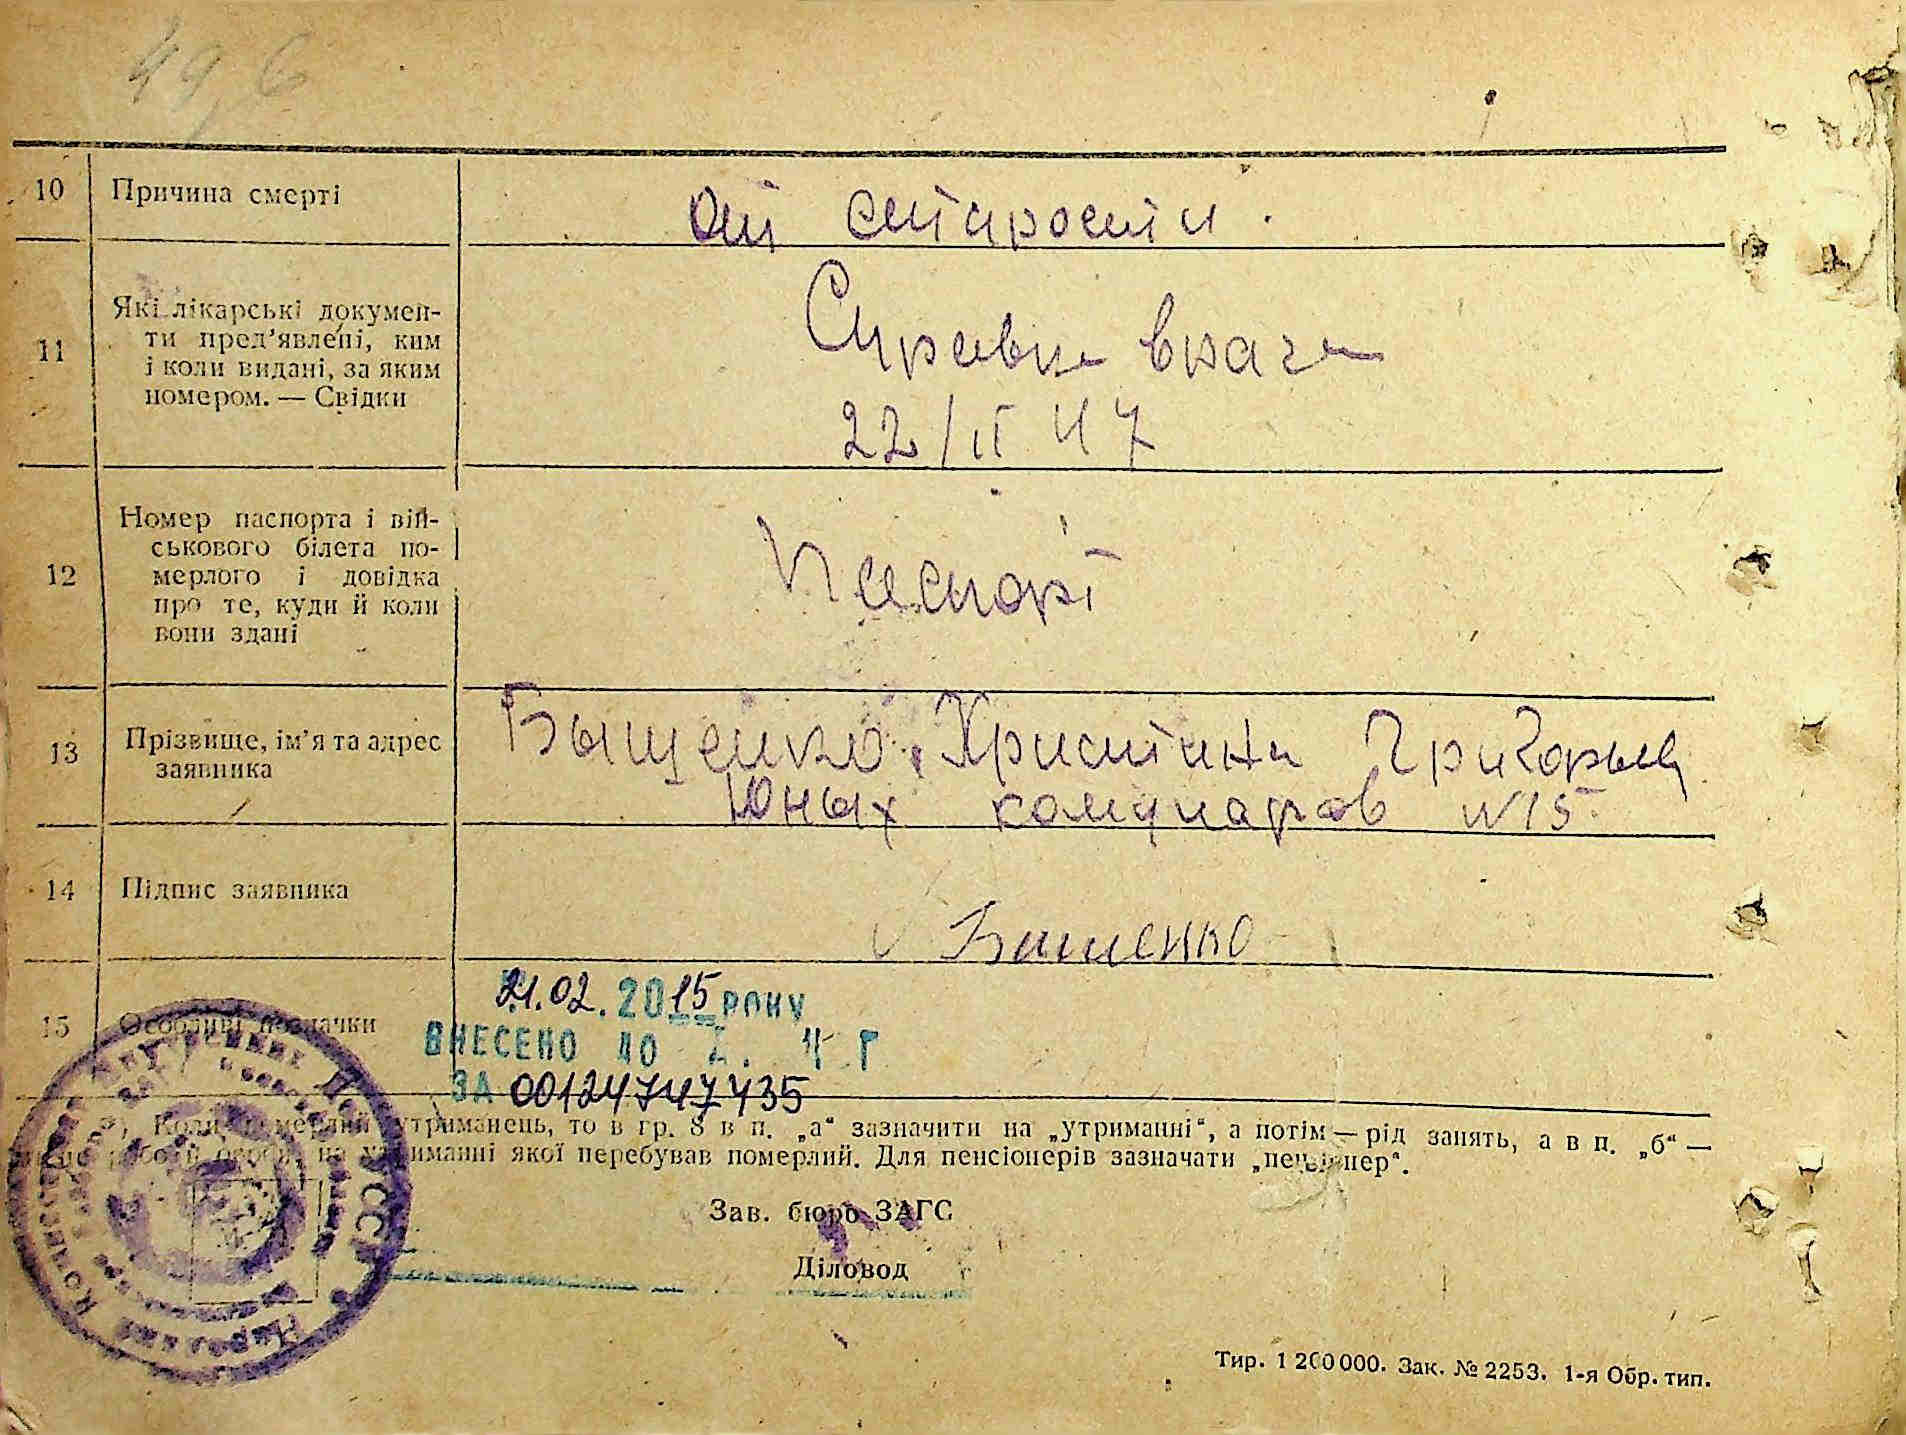 49,6
10 Причина смерті от старости.
11 Які лікарські докумен-
ти пред’явлені, ким
і коли видані, за яким
номером. — Свідки
Справка врача
22/II 47
12 Номер паспорта і вій-
ськового білета по-
мерлого і довідка
про те, куди й коли
вони здані
Паспорт
13 Прізвище, ім’я та адрес
заявника
Бащенко Христина Григорьев
Юных коммунаров №15
14 Підпис заявника
Бащенко
21.02.2015 року
15 Особливі позначки
ВНЕСЕНО ДО
ЗА 00124747435
Коли померлий утриманець, то в гр. 8 в п. „а“ зазначити на „утриманні“, а потім — рід занять, а в п. „б“ —
на утриманні якої перебував померлий. Для пенсіонерів зазначати „пенсіонер“.
Зав. бюро ЗАГС
Діловод
Тир. 1 200 000. Зак. № 2253. 1-я Обр. тип.